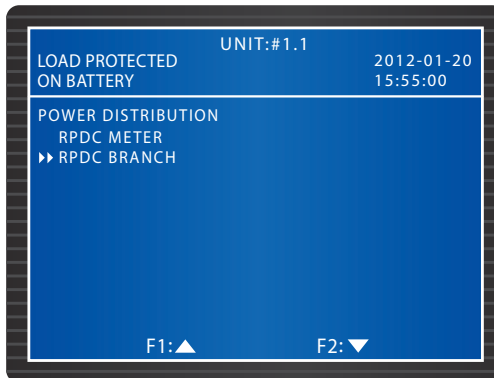 UNIT:#1.1
LOAD PROTECTED 2012-01-20
ON BATTERY 15:55:00
POWER DISTRIBUTION
RPDC METER
RPDC BRANCH
F1: F2: